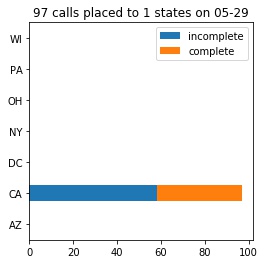 97 calls placed to 1 states on 05-29
incomplete
complete
WI
PA
OH
NY
DC
CA
AZ
0 20 40 60 80 100